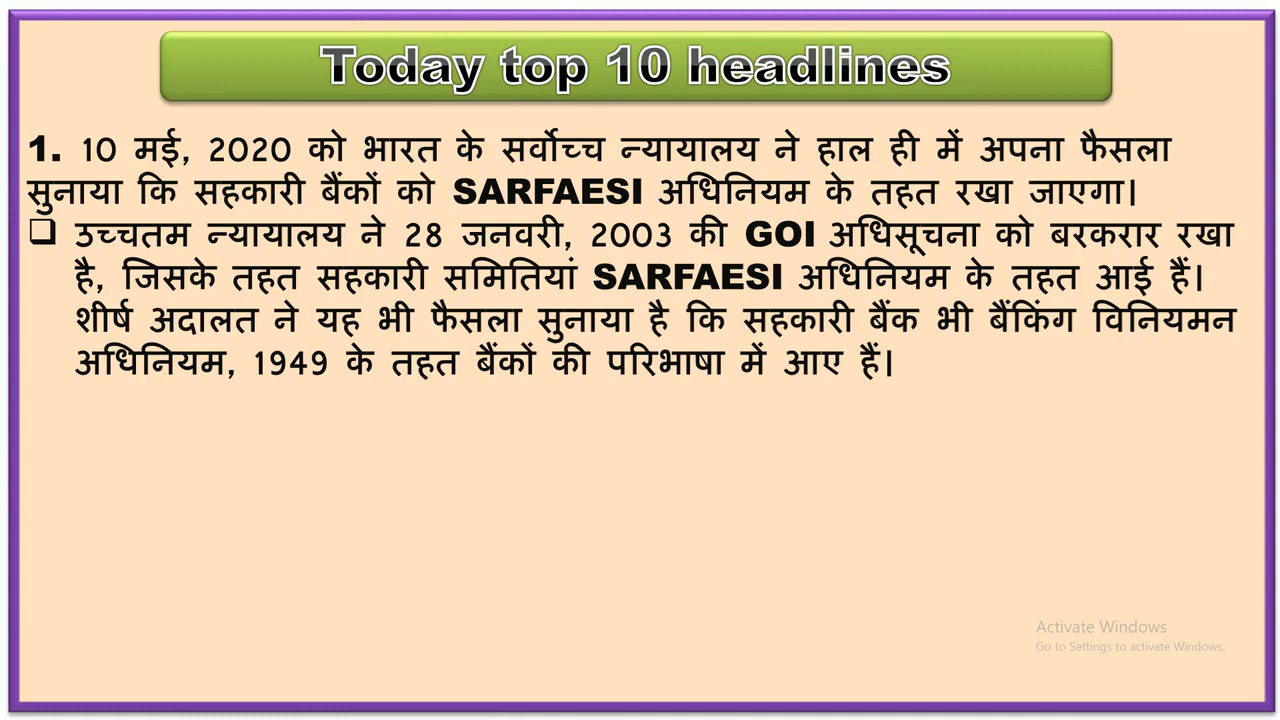 Today top 10 headlines
1. 10 मई, 2020 को भारत के सर्वोच्च न्यायालय ने हाल ही में अपना फैसला
सुनाया कि सहकारी बैंकों को SARFAESI अधिनियम के तहत रखा जाएगा।
❑ उच्चतम न्यायालय ने 28 जनवरी, 2003 की GOI अधिसूचना को बरकरार रखा
है, जिसके तहत सहकारी समितियां SARFAESI अधिनियम के तहत आई हैं।
शीर्ष अदालत ने यह भी फैसला सुनाया है कि सहकारी बैंक भी बैंकिंग विनियमन
अधिनियम, 1949 के तहत बैंकों की परिभाषा में आए हैं।
Activate Windows
Go to Settings to activate Windows.